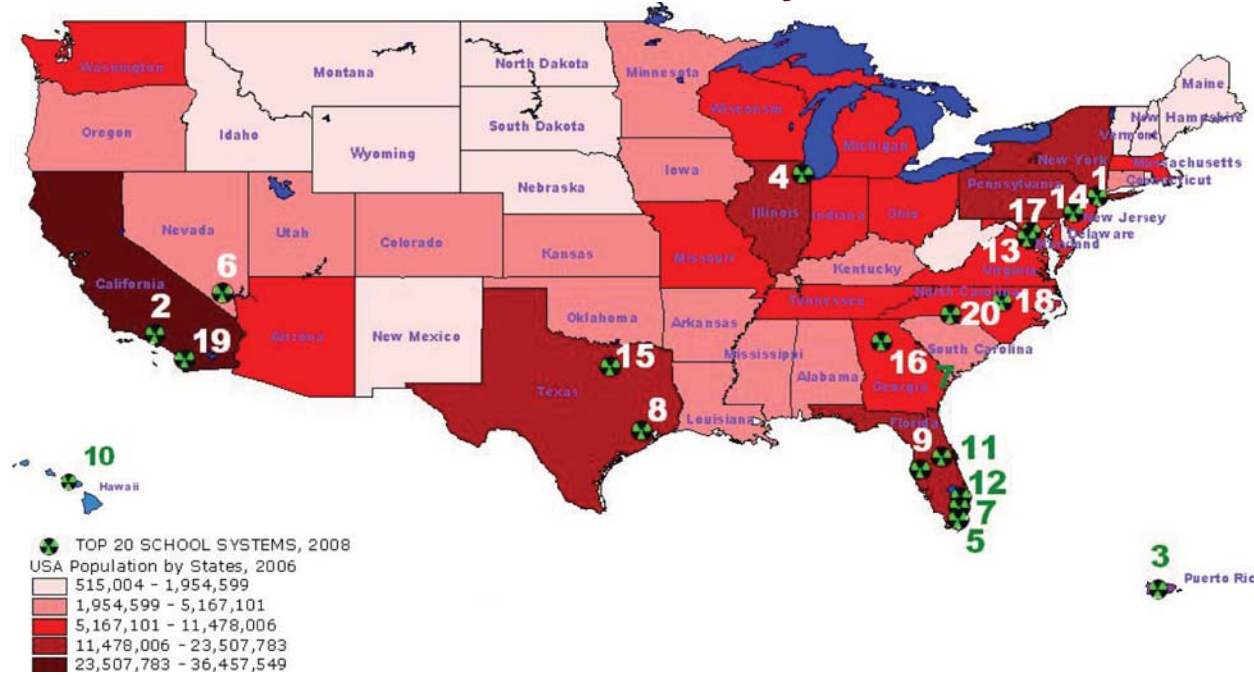 Washington
Montana
North Dakota
Minnesota
Maine
Oregon
Idaho
South Dakota
Wisconsin
Michigan
Vermont
New Hampshire
Wyoming
New York
Massachusetts
Connecticut
Nebraska
Iowa
4
Illinois
Indiana
Ohio
Pennsylvania
1
14
New Jersey
17
Delaware
13
Maryland
Virginia
Nevada
Utah
Colorado
Kansas
Missouri
Kentucky
6
California
2
19
Arizona
New Mexico
Oklahoma
Arkansas
Tennessee
North Carolina
18
20
South Carolina
15
Texas
8
Louisiana
Mississippi
Alabama
16
Georgia
7
Florida
9
11
12
7
5
10
Hawaii
3
Puerto Ric
TOP 20 SCHOOL SYSTEMS, 2008
USA Population by States, 2006
515,004 - 1,954,599
1,954,599 - 5,167,101
5,167,101 - 11,478,006
11,478,006 - 23,507,783
23,507,783 - 36,457,549